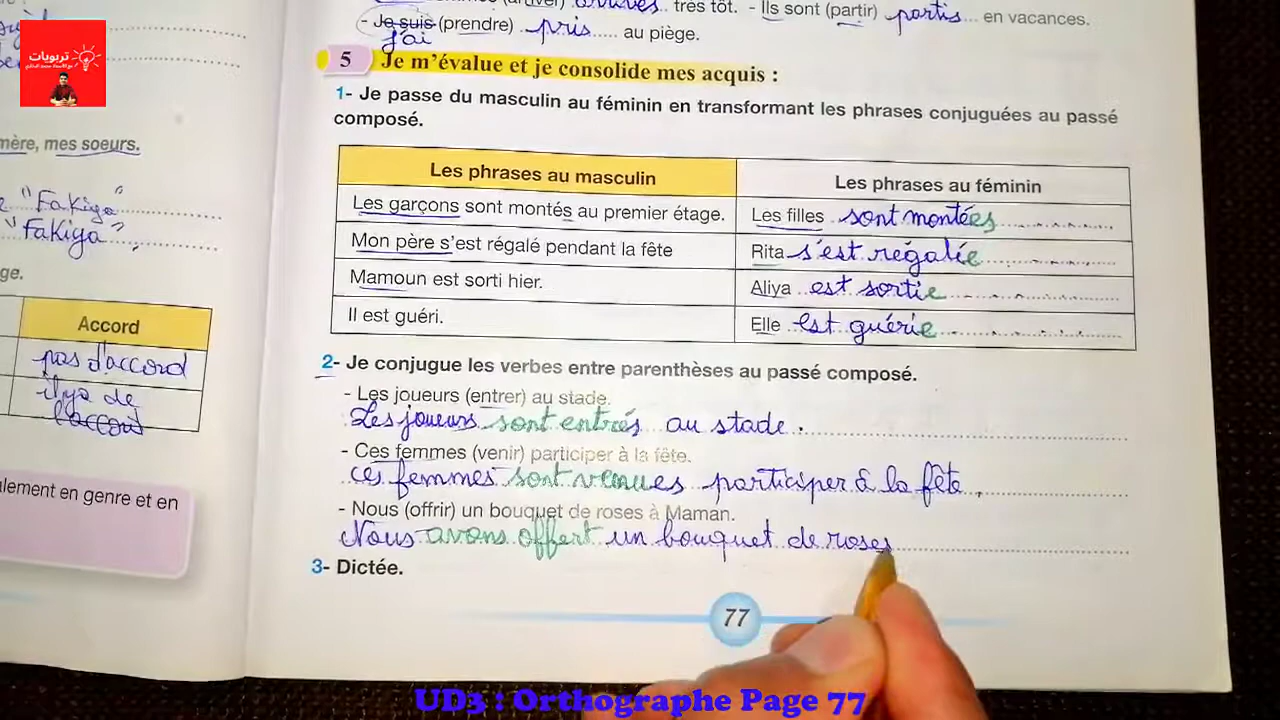 (arriver) arrivés.. très tôt. - Ils sont (partir) partis... en vacances.
- Je suis (prendre) .pris..... au piège.
j'ai
تربويات
5 Je m'évalue et je consolide mes acquis :
1- Je passe du masculin au féminin en transformant les phrases conjuguées au passé
composé.
mère, mes soeurs.
"Fakiya"
"Fakiya"
ge.
Accord
pas d'accord
il y a de
l'accord
alement en genre et en
Les phrases au masculin Les phrases au féminin
Les garçons sont montés au premier étage. Les filles sont montées
Mon père s'est régalé pendant la fête Rita s'est régalée
Mamoun est sorti hier. Aliya est sortie
Il est guéri. Elle est guérie
2- Je conjugue les verbes entre parenthèses au passé composé.
- Les joueurs (entrer) au stade.
Les joueurs sont entrés au stade.
- Ces femmes (venir) participer à la fête.
Ces femmes sont venues participer à la fête.
- Nous (offrir) un bouquet de roses à Maman.
Nous avons offert un bouquet de roses
3- Dictée.
77
UD3 : Orthographe Page 77